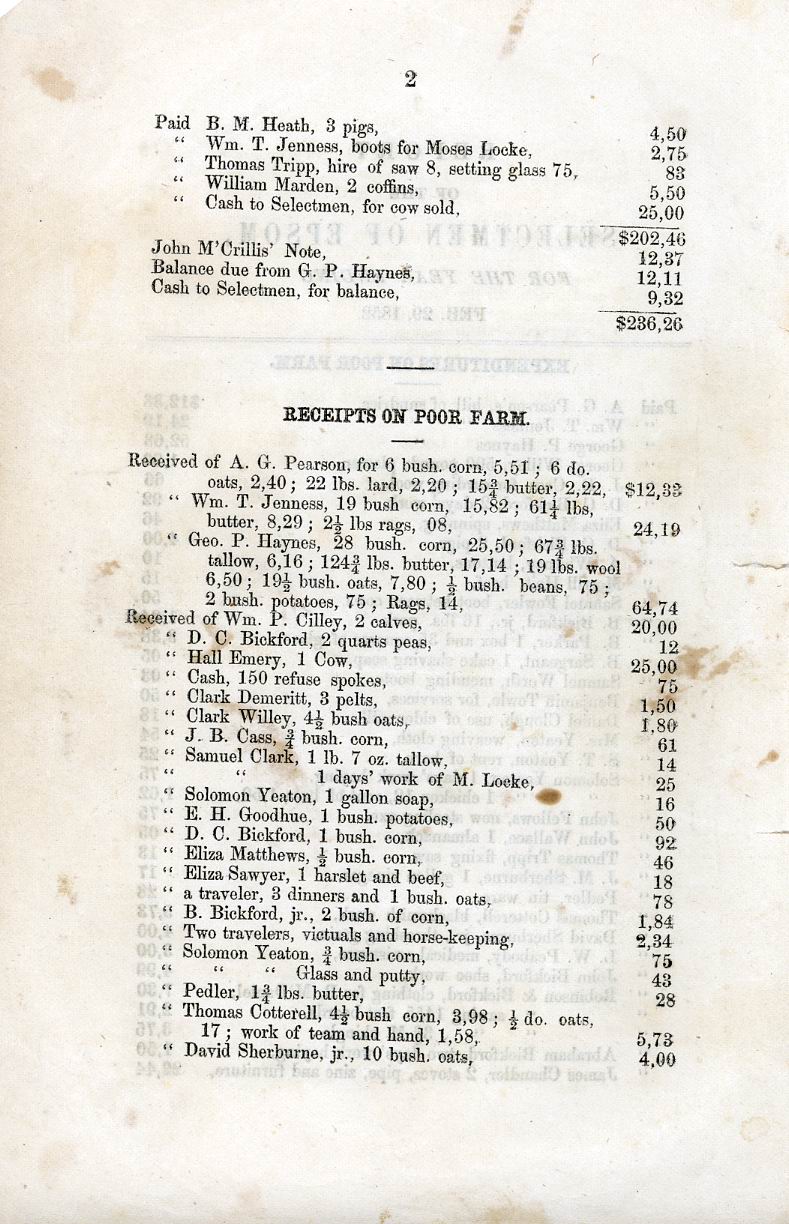 2
Paid B. M. Heath, 3 pigs, 4,50
“ Wm. T. Jenness, boots for Moses Locke, 2,75
“ Thomas Tripp, hire of saw 8, setting glass 75, 83
“ William Marden, 2 coffins, 5,50
“ Cash to Selectmen, for cow sold, 25,00
$202,46
John M'Crillis' Note, 12,37
Balance due from G. P. Haynes, 12,11
Cash to Selectmen, for balance, 9,32
$236,26
RECEIPTS ON POOR FARM.
Received of A. G. Pearson, for 6 bush. corn, 5,51 ; 6 do.
oats, 2,40 ; 22 lbs. lard, 2,20 ; 15¾ butter, 2,22, $12,33
“ Wm. T. Jenness, 19 bush corn, 15,82 ; 61¼ lbs,
butter, 8,29 ; 2½ lbs rags, 08, 24,19
“ Geo. P. Haynes, 28 bush. corn, 25,50 ; 67¾ lbs.
tallow, 6,16 ; 124¾ lbs. butter, 17,14 ; 19 lbs. wool
6,50 ; 19½ bush. oats, 7,80 ; ½ bush. beans, 75 ;
2 bush. potatoes, 75 ; Rags, 14, 64,74
Received of Wm. P. Cilley, 2 calves, 20,00
“ D. C. Bickford, 2 quarts peas, 12
“ Hall Emery, 1 Cow, 25,00
“ Cash, 150 refuse spokes, 75
“ Clark Demeritt, 3 pelts, 1,50
“ Clark Willey, 4½ bush oats, 1,80
“ J. B. Cass, ¾ bush. corn, 61
“ Samuel Clark, 1 lb. 7 oz. tallow, 14
“ “ 1 days' work of M. Locke, 25
“ Solomon Yeaton, 1 gallon soap, 16
“ E. H. Goodhue, 1 bush. potatoes, 50
“ D. C. Bickford, 1 bush. corn, 92
“ Eliza Matthews, ½ bush. corn, 46
“ Eliza Sawyer, 1 harslet and beef, 18
“ a traveler, 3 dinners and 1 bush. oats, 78
“ B. Bickford, jr., 2 bush. of corn, 1,84
“ Two travelers, victuals and horse-keeping, 2,34
“ Solomon Yeaton, ¾ bush. corn, 75
“ “ “ Glass and putty, 43
“ Pedler, 1¾ lbs. butter, 28
“ Thomas Cotterell, 4½ bush corn, 3,98 ; ½ do. oats,
17 ; work of team and hand, 1,58, 5,73
“ David Sherburne, jr., 10 bush. oats, 4,00